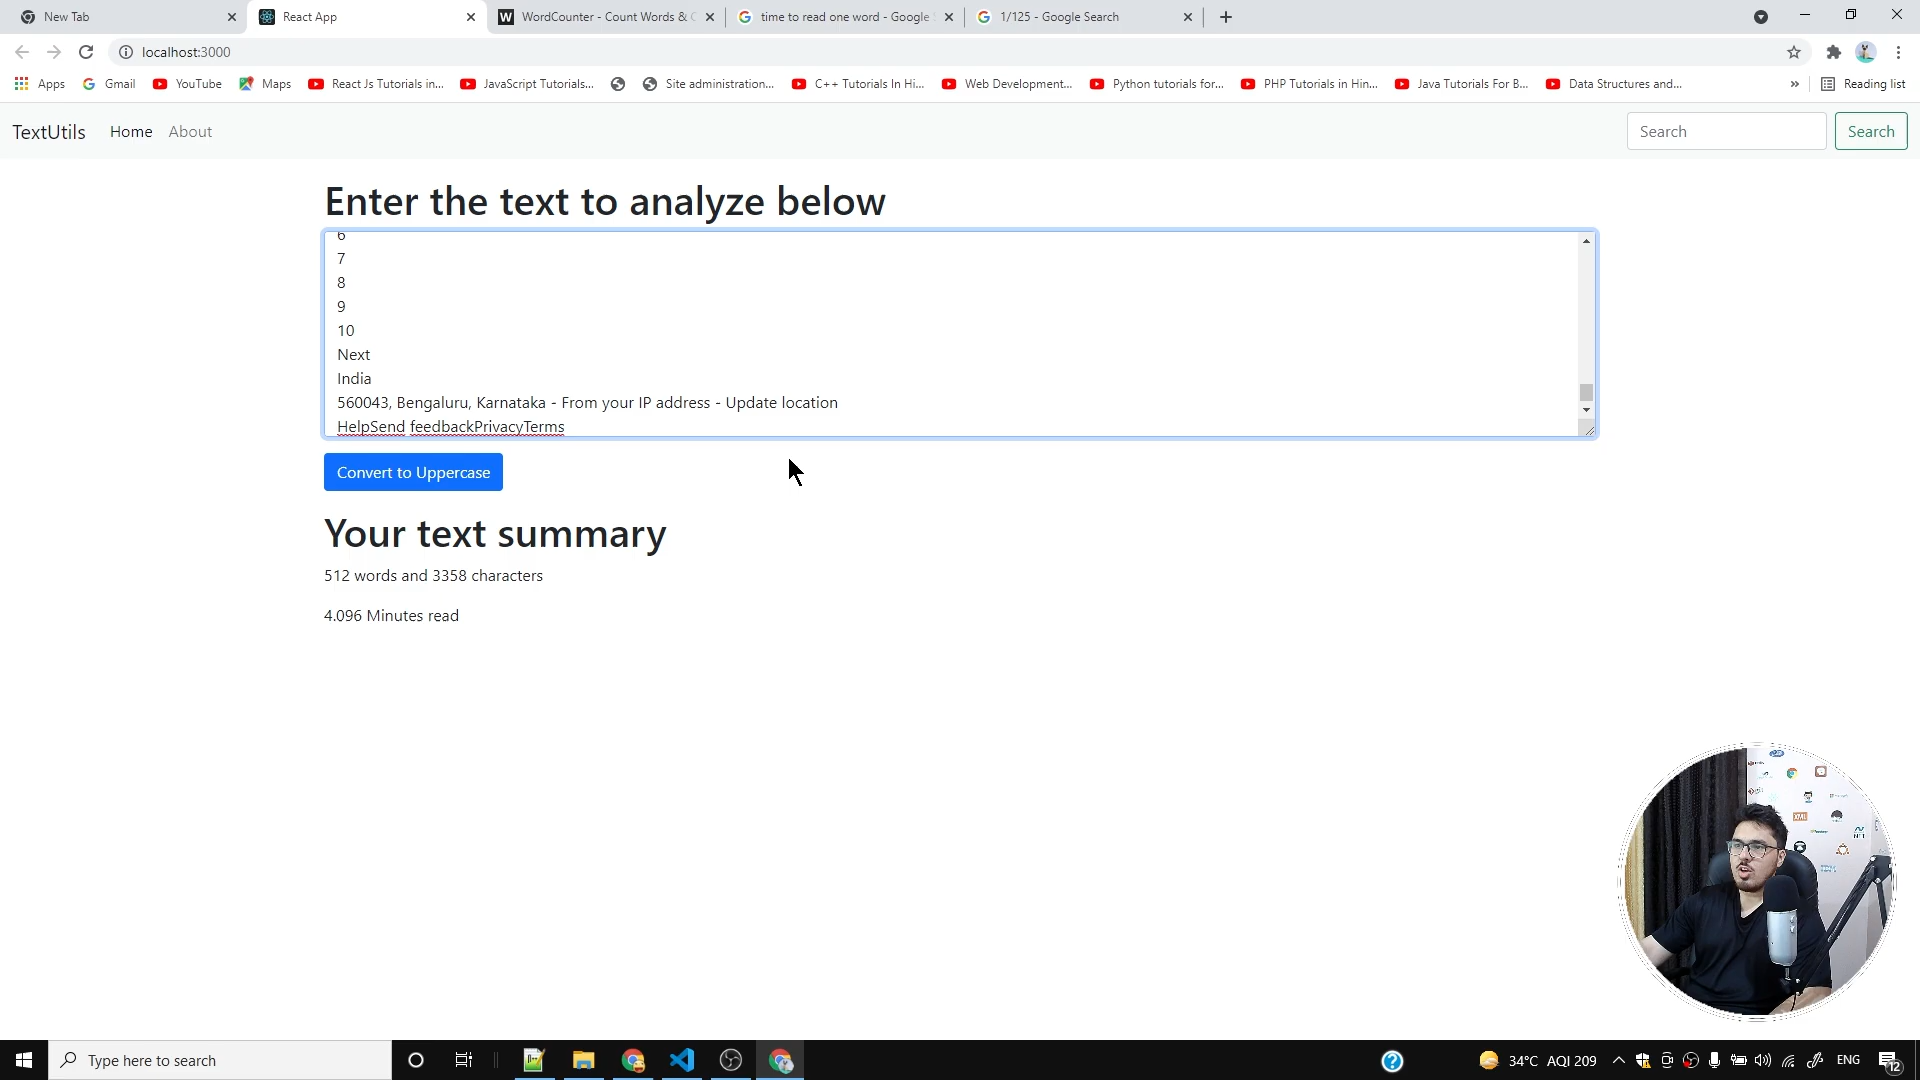 New Tab
React App
WordCounter - Count Words & C
time to read one word - Google S
1/125 - Google Search
localhost:3000
Apps
Gmail
YouTube
Maps
React Js Tutorials in...
JavaScript Tutorials...
Site administration...
C++ Tutorials In Hi...
Web Development...
Python tutorials for...
PHP Tutorials in Hin...
Java Tutorials For B...
Data Structures and...
»
Reading list
TextUtils
Home
About
Search
Search
Enter the text to analyze below
6
7
8
9
10
Next
India
560043, Bengaluru, Karnataka - From your IP address - Update location
HelpSend feedbackPrivacyTerms
Convert to Uppercase
Your text summary
512 words and 3358 characters
4.096 Minutes read
Type here to search
34°C AQI 209
ENG
12